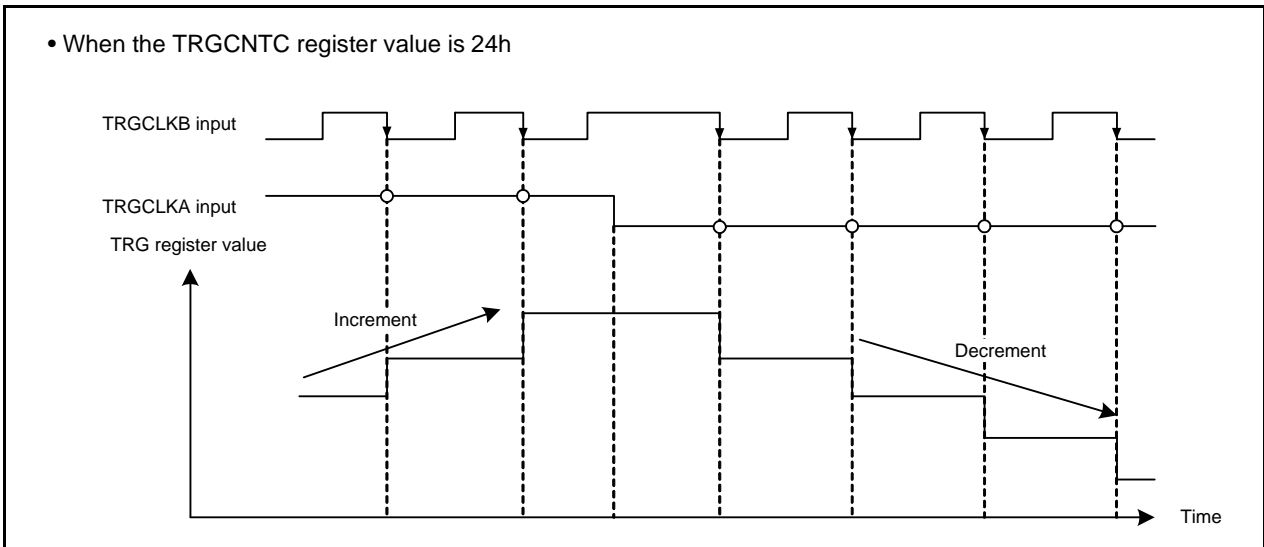 • When the TRGCNTC register value is 24h
TRGCLKB input
TRGCLKA input
TRG register value
Increment
Decrement
Time